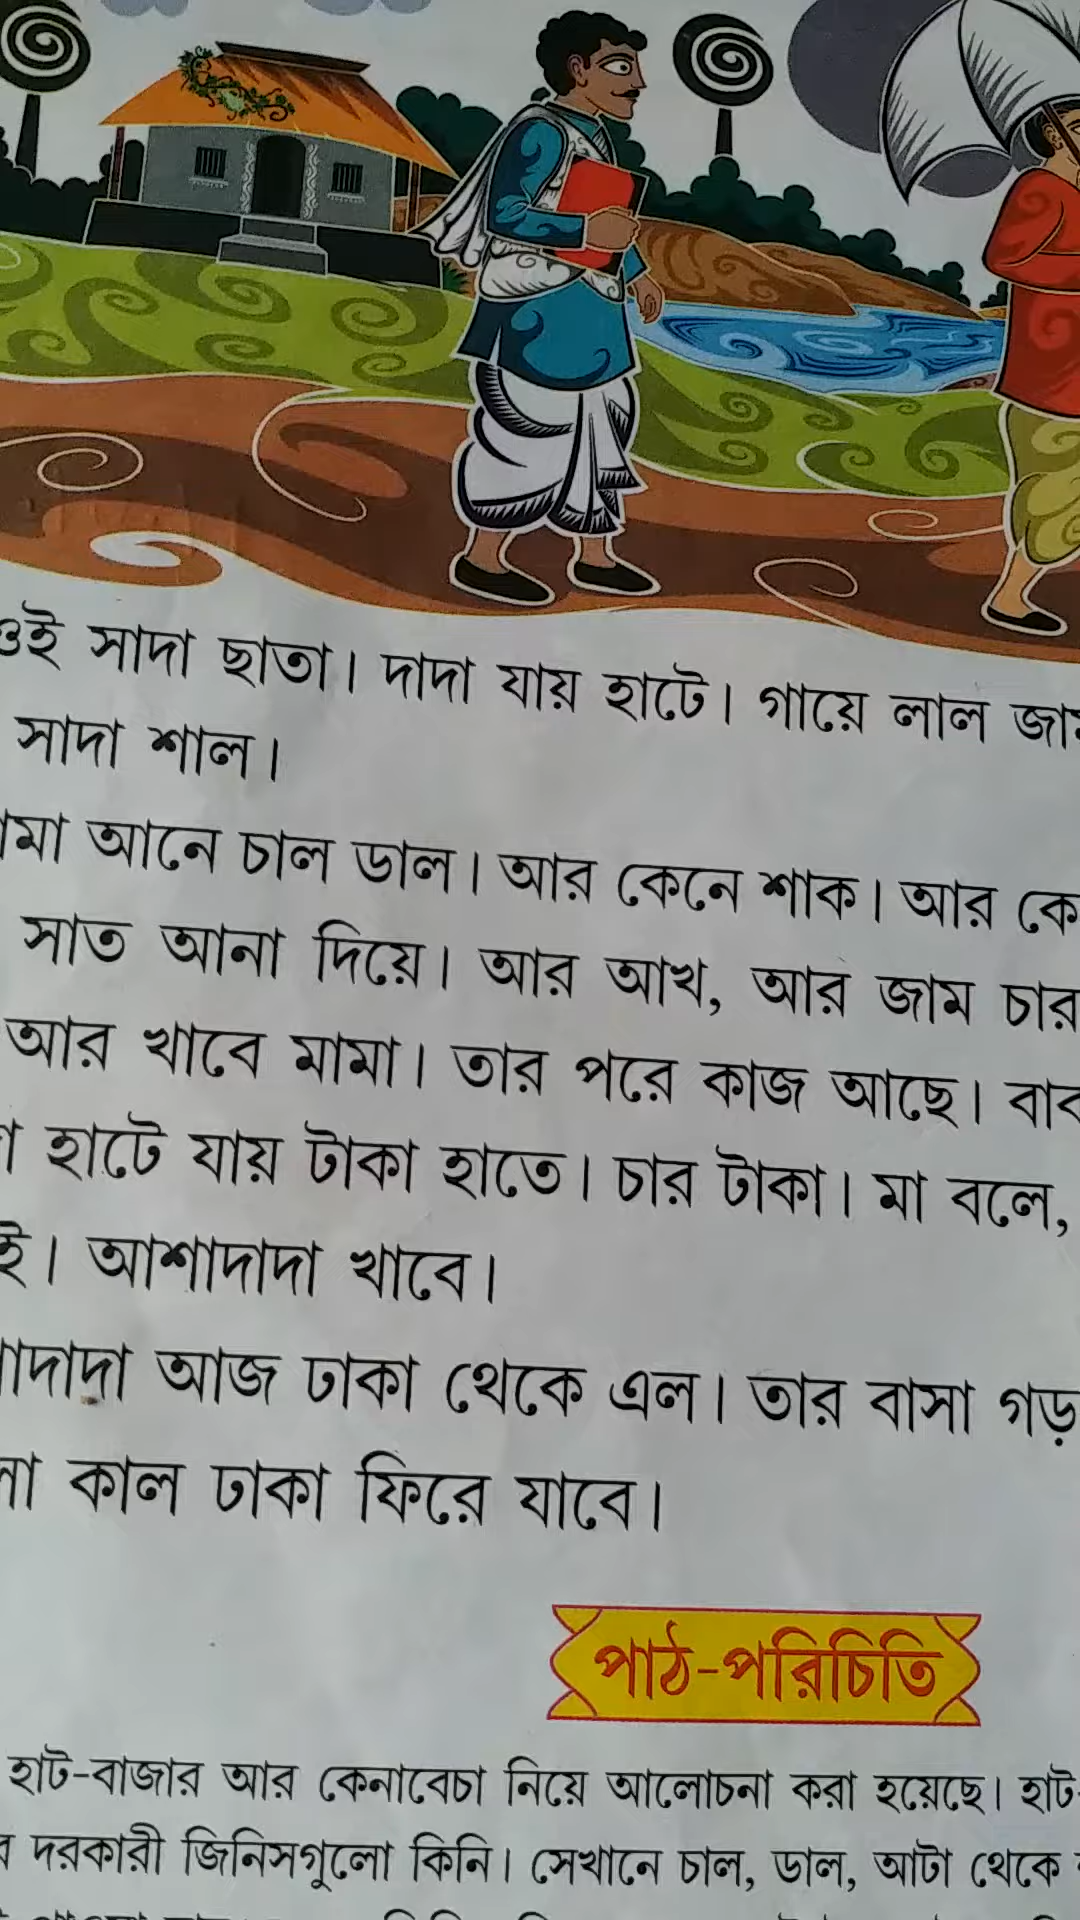 ওই সাদা ছাতা। দাদা যায় হাটে। গায়ে লাল
সাদা শাল।
আনে চাল ডাল। আর কেনে শাক। আর
সাত আনা দিয়ে। আর আখ, আর জাম চার
আর খাবে মামা। তার পরে কাজ আছে।
হাটে যায় টাকা হাতে। চার টাকা। মা বলে,
আশাদাদা খাবে।
আজ ঢাকা থেকে এল। তার বাসা
কাল ঢাকা ফিরে যাবে।
পাঠ-পরিচিতি
হাট-বাজার আর কেনাবেচা নিয়ে আলোচনা করা হয়েছে। হাট
দরকারী জিনিসগুলো কিনি। সেখানে চাল, ডাল, আটা থেকে